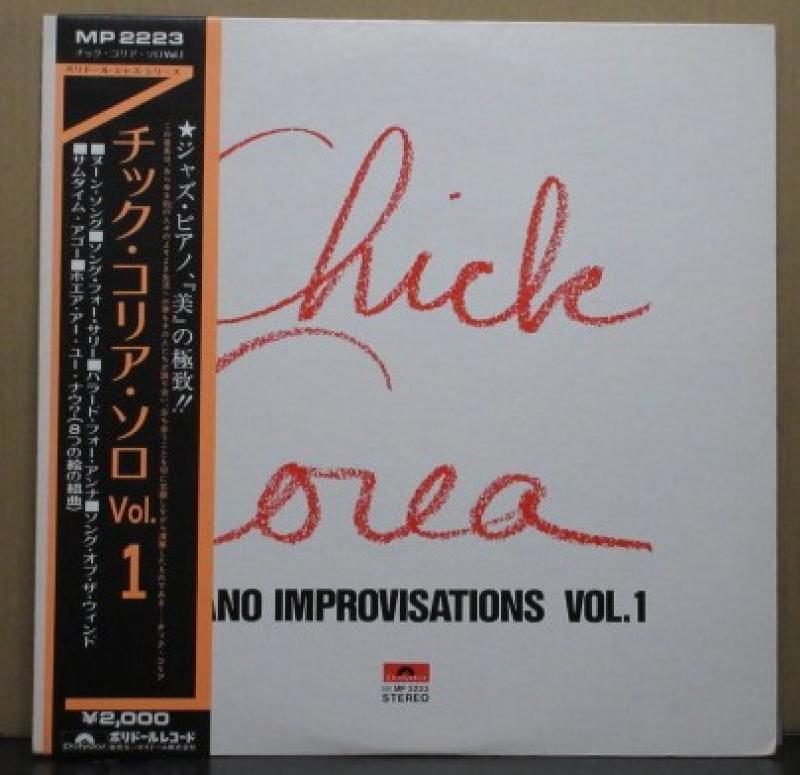 MP 2223
チック・コリア・ソロVol.1
ポリドール・ジャズ・シリーズ
★ジャズ・ピアノ、『美』の極致!!
チック・コリア・ソロ Vol. 1
■ヌーン・ソング■ソング・フォー・サリー■バラード・フォー・アンナ■ソング・オブ・ザ・ウィンド
■サムタイム・アゴー■ホエア・アー・ユー・ナウ?(8つの絵の組曲)
¥2,000
Polydor
ポリドールレコード
Chick
Corea
ANO IMPROVISATIONS VOL.1
Polydor
MP 2223
STEREO